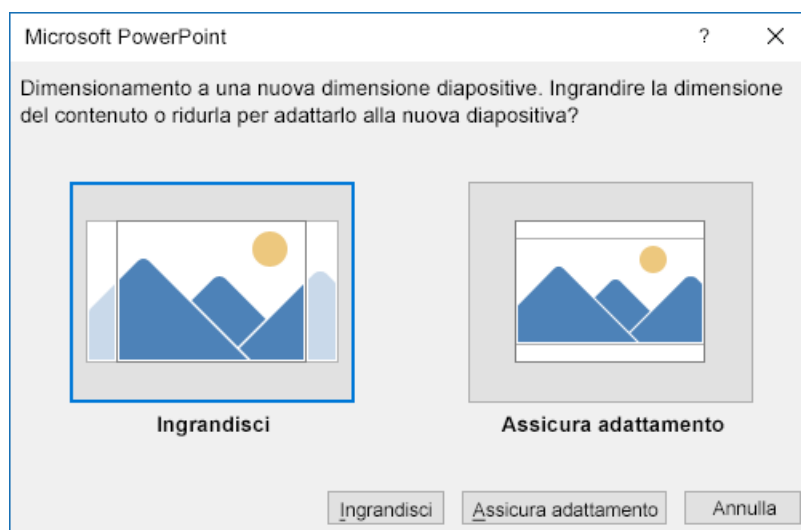 Microsoft PowerPoint ?
Dimensionamento a una nuova dimensione diapositive. Ingrandire la dimensione
del contenuto o ridurla per adattarlo alla nuova diapositiva?
Ingrandisci
Assicura adattamento
Ingrandisci
Assicura adattamento
Annulla